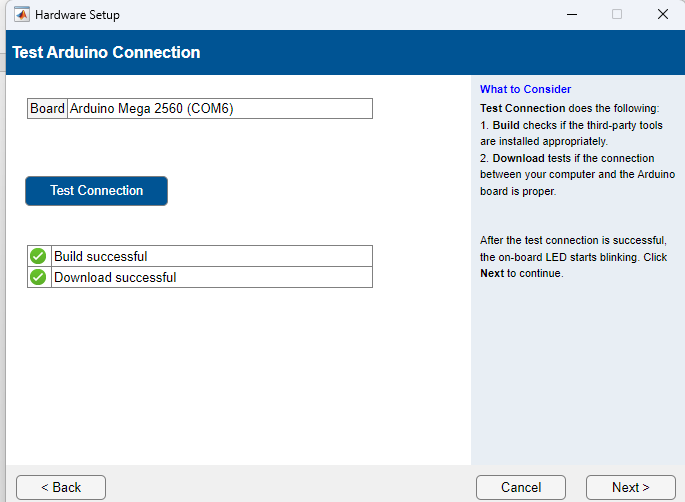 Hardware Setup
Test Arduino Connection
Board Arduino Mega 2560 (COM6)
Test Connection
Build successful
Download successful
What to Consider
Test Connection does the following:
1. Build checks if the third-party tools
are installed appropriately.
2. Download tests if the connection
between your computer and the Arduino
board is proper.
After the test connection is successful,
the on-board LED starts blinking. Click
Next to continue.
< Back
Cancel
Next >